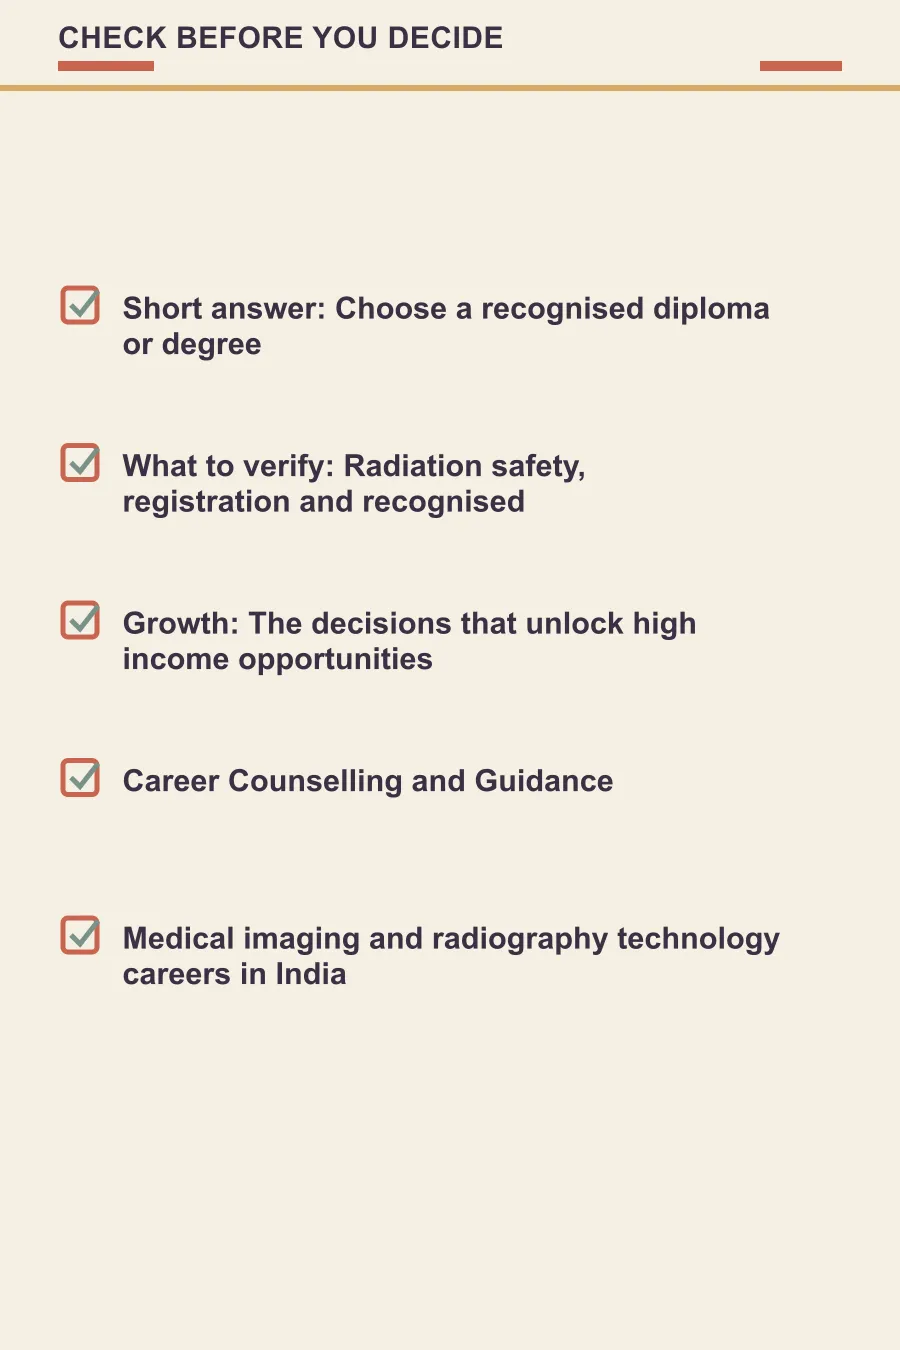 CHECK BEFORE YOU DECIDE
Short answer: Choose a recognised diploma
or degree
What to verify: Radiation safety,
registration and recognised
Growth: The decisions that unlock high
income opportunities
Career Counselling and Guidance
Medical imaging and radiography technology
careers in India